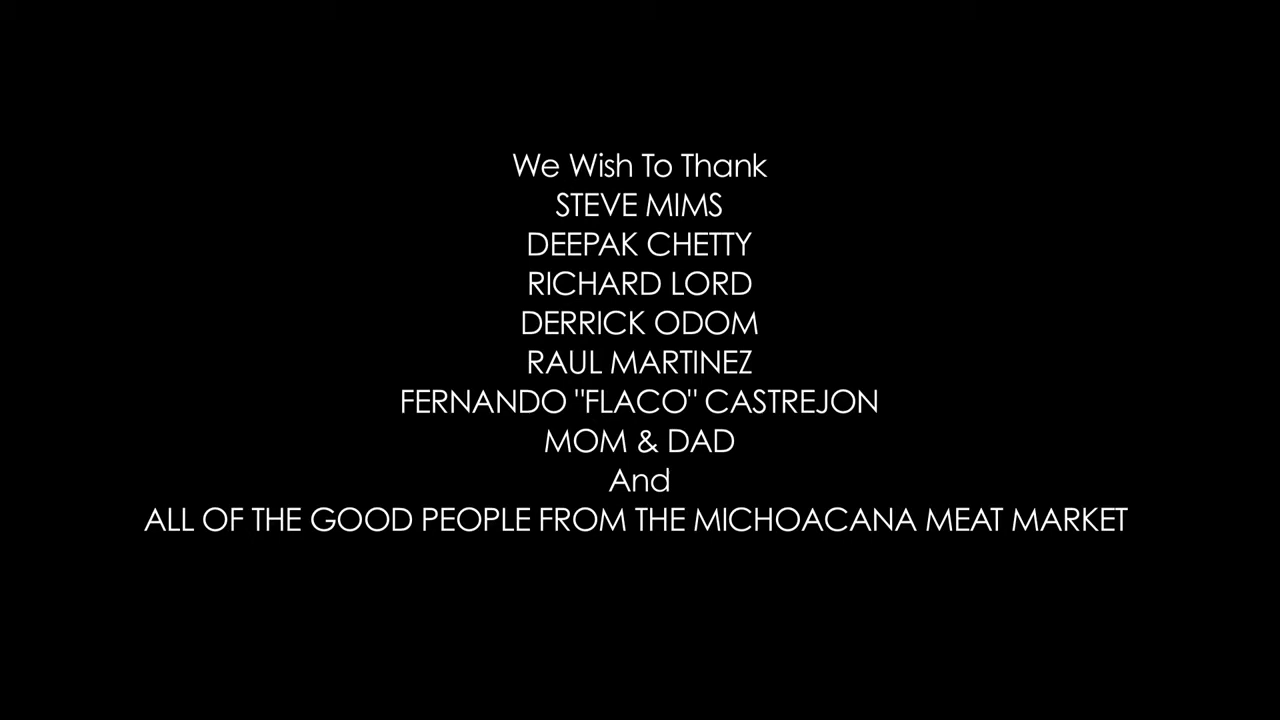 We Wish To Thank
STEVE MIMS
DEEPAK CHETTY
RICHARD LORD
DERRICK ODOM
RAUL MARTINEZ
FERNANDO "FLACO" CASTREJON
MOM & DAD
And
ALL OF THE GOOD PEOPLE FROM THE MICHOACANA MEAT MARKET